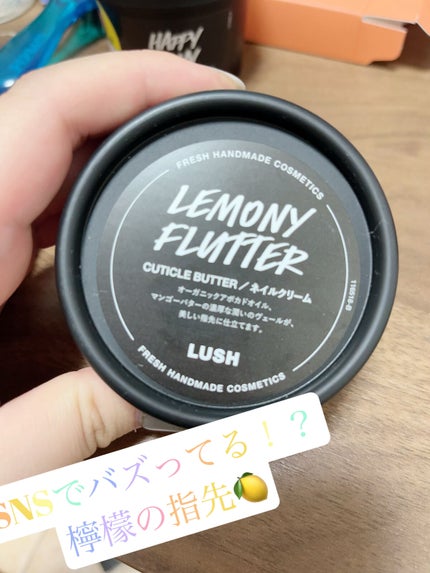 HAPPY
FRESH HANDMADE COSMETICS
LEMONY
FLUTTER
CUTICLE BUTTER / ネイルクリーム
オーガニックアボカドオイル、
マンゴーバターの濃厚な潤いのヴェールが、
美しい指先に仕立てます。
LUSH
FRESH HANDMADE COSMETICS
SNSでバズってる！？
檸檬の指先🍋